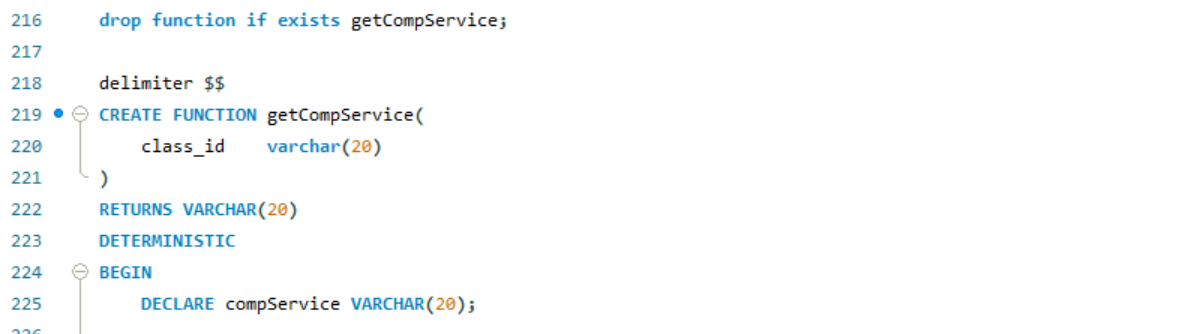 216 drop function if exists getCompService;
217
218 delimiter $$
219 CREATE FUNCTION getCompService(
220 class_id varchar(20)
221 )
222 RETURNS VARCHAR(20)
223 DETERMINISTIC
224 BEGIN
225 DECLARE compService VARCHAR(20);